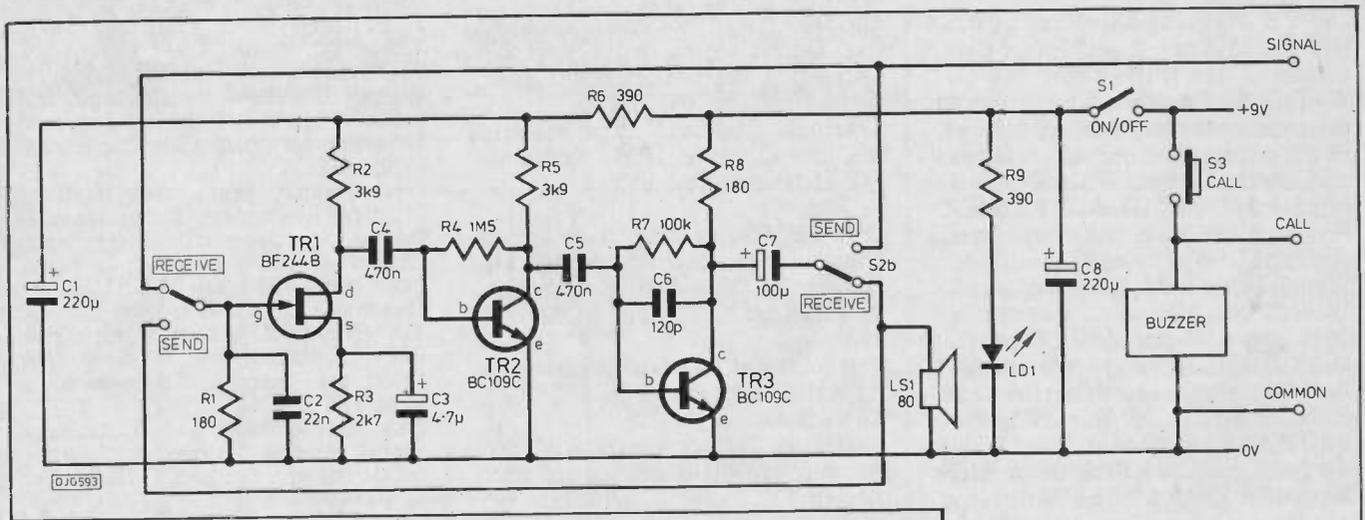 SIGNAL
R6 390
S1
+9V
ON/OFF
R2
3k9
R5
3k9
R8
180
R9
390
S3
CALL
C4
470n
R4 1M5
TR1
BF244B
R7 100k
C5
470n
C7
100µ
SEND
S2b
RECEIVE
CALL
RECEIVE
+
C1
220µ
d
g
s
SEND
c
b
e
TR2
BC109C
C6
120p
+
+
C8
220µ
BUZZER
R1
180
C2
22n
R3
2k7
+
C3
4·7µ
c
b
e
TR3
BC109C
LS1
80
LD1
COMMON
0V
DJG593